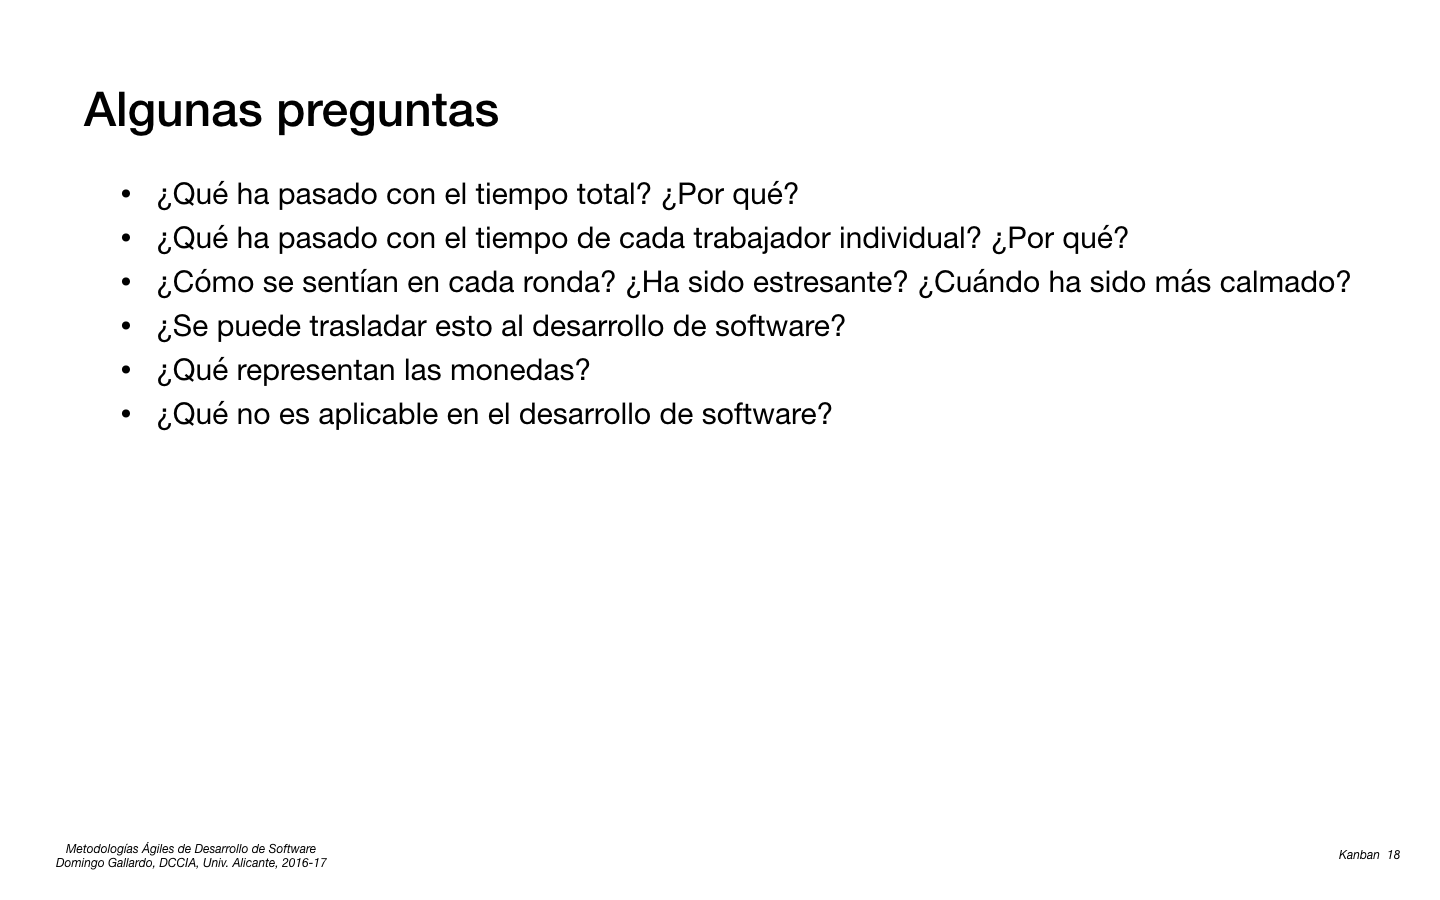 Algunas preguntas
• ¿Qué ha pasado con el tiempo total? ¿Por qué?
• ¿Qué ha pasado con el tiempo de cada trabajador individual? ¿Por qué?
• ¿Cómo se sentían en cada ronda? ¿Ha sido estresante? ¿Cuándo ha sido más calmado?
• ¿Se puede trasladar esto al desarrollo de software?
• ¿Qué representan las monedas?
• ¿Qué no es aplicable en el desarrollo de software?
Metodologías Ágiles de Desarrollo de Software
Domingo Gallardo, DCCIA, Univ. Alicante, 2016-17
Kanban 18